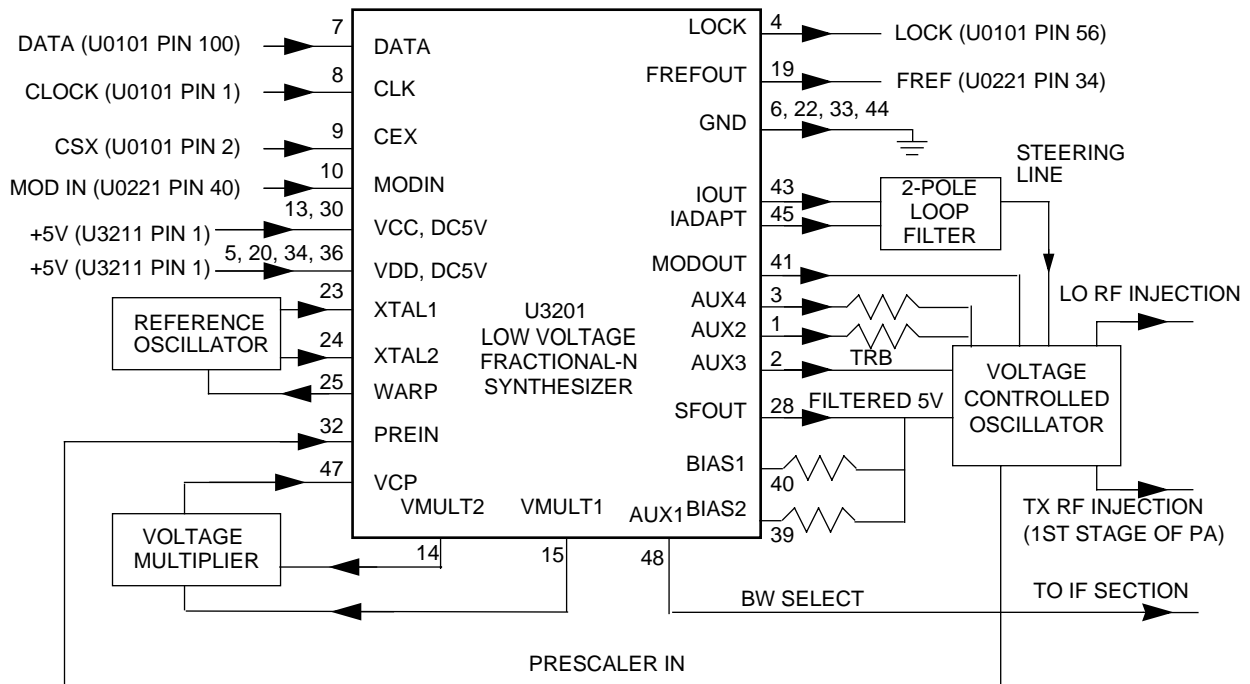 DATA (U0101 PIN 100)
7
DATA
CLOCK (U0101 PIN 1)
8
CLK
CSX (U0101 PIN 2)
9
CEX
MOD IN (U0221 PIN 40)
10
MODIN
+5V (U3211 PIN 1)
13, 30
VCC, DC5V
+5V (U3211 PIN 1)
5, 20, 34, 36
VDD, DC5V
REFERENCE
OSCILLATOR
23
XTAL1
24
XTAL2
25
WARP
32
PREIN
47
VCP
VOLTAGE
MULTIPLIER
VMULT2
14
VMULT1
15
AUX1
48
U3201
LOW VOLTAGE
FRACTIONAL-N
SYNTHESIZER
LOCK
4
LOCK (U0101 PIN 56)
FREFOUT
19
FREF (U0221 PIN 34)
GND
6, 22, 33, 44
IOUT
43
IADAPT
45
2-POLE
LOOP
FILTER
STEERING
LINE
MODOUT
41
AUX4
3
AUX2
1
TRB
AUX3
2
SFOUT
28
FILTERED 5V
BIAS1
40
BIAS2
39
VOLTAGE
CONTROLLED
OSCILLATOR
LO RF INJECTION
TX RF INJECTION
(1ST STAGE OF PA)
BW SELECT
TO IF SECTION
PRESCALER IN